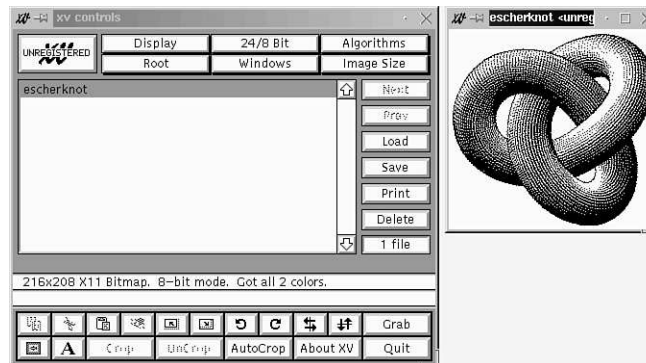 xv controls
UNREGISTERED
Display
24/8 Bit
Algorithms
Root
Windows
Image Size
escherknot
Next
Prev
Load
Save
Print
Delete
1 file
216x208 X11 Bitmap. 8-bit mode. Got all 2 colors.
Grab
A
Crop
UnCrop
AutoCrop
About XV
Quit
escherknot <unreg